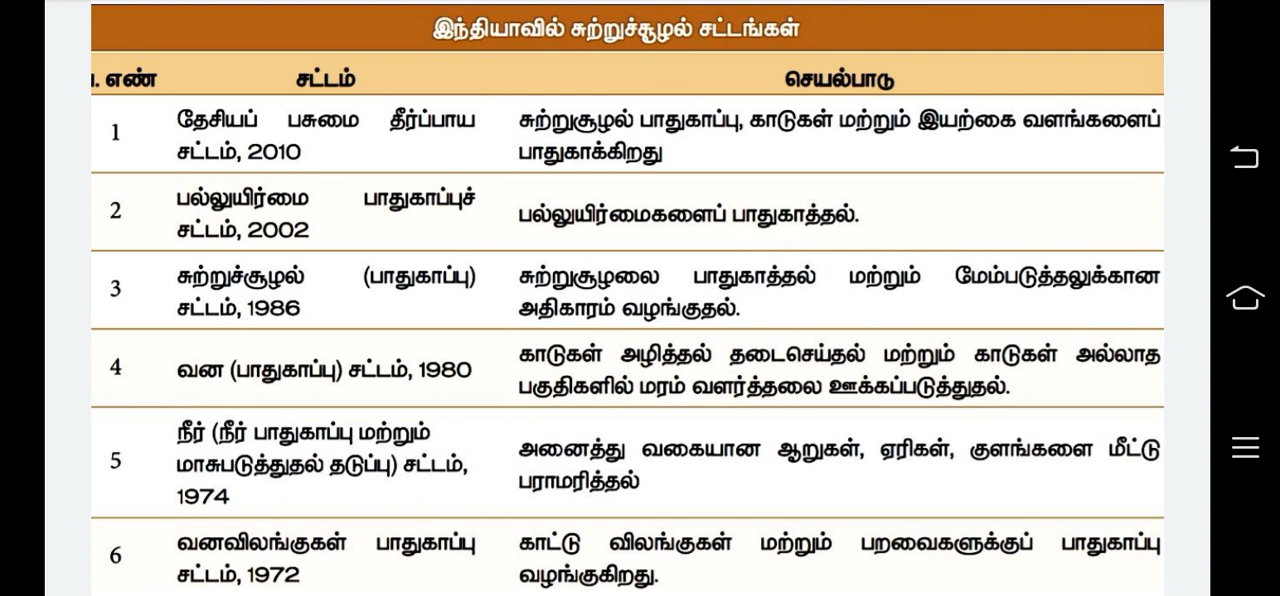 இந்தியாவில் சுற்றுச்சூழல் சட்டங்கள்
. எண் சட்டம் செயல்பாடு
1 தேசியப் பசுமை தீர்ப்பாய சுற்றுசூழல் பாதுகாப்பு, காடுகள் மற்றும் இயற்கை வளங்களைப்
சட்டம், 2010 பாதுகாக்கிறது
2 பல்லுயிர்மை பாதுகாப்புச் பல்லுயிர்மைகளைப் பாதுகாத்தல்.
சட்டம், 2002
3 சுற்றுச்சூழல் (பாதுகாப்பு) சுற்றுசூழலை பாதுகாத்தல் மற்றும் மேம்படுத்தலுக்கான
சட்டம், 1986 அதிகாரம் வழங்குதல்.
4 வன (பாதுகாப்பு) சட்டம், 1980 காடுகள் அழித்தல் தடைசெய்தல் மற்றும் காடுகள் அல்லாத
பகுதிகளில் மரம் வளர்த்தலை ஊக்கப்படுத்துதல்.
நீர் (நீர் பாதுகாப்பு மற்றும்
5 மாசுபடுத்துதல் தடுப்பு) சட்டம், அனைத்து வகையான ஆறுகள், ஏரிகள், குளங்களை மீட்டு
1974 பராமரித்தல்
6 வனவிலங்குகள் பாதுகாப்பு காட்டு விலங்குகள் மற்றும் பறவைகளுக்குப் பாதுகாப்பு
சட்டம், 1972 வழங்குகிறது.